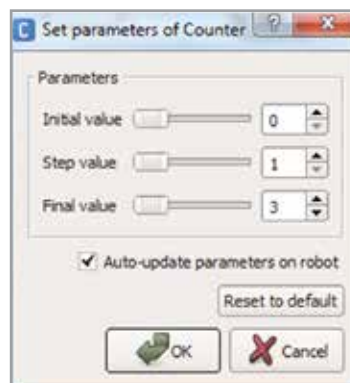 C Set parameters of Counter ? x
Parameters
Initial value 0
Step value 1
Final value 3
Auto-update parameters on robot
Reset to default
OK Cancel